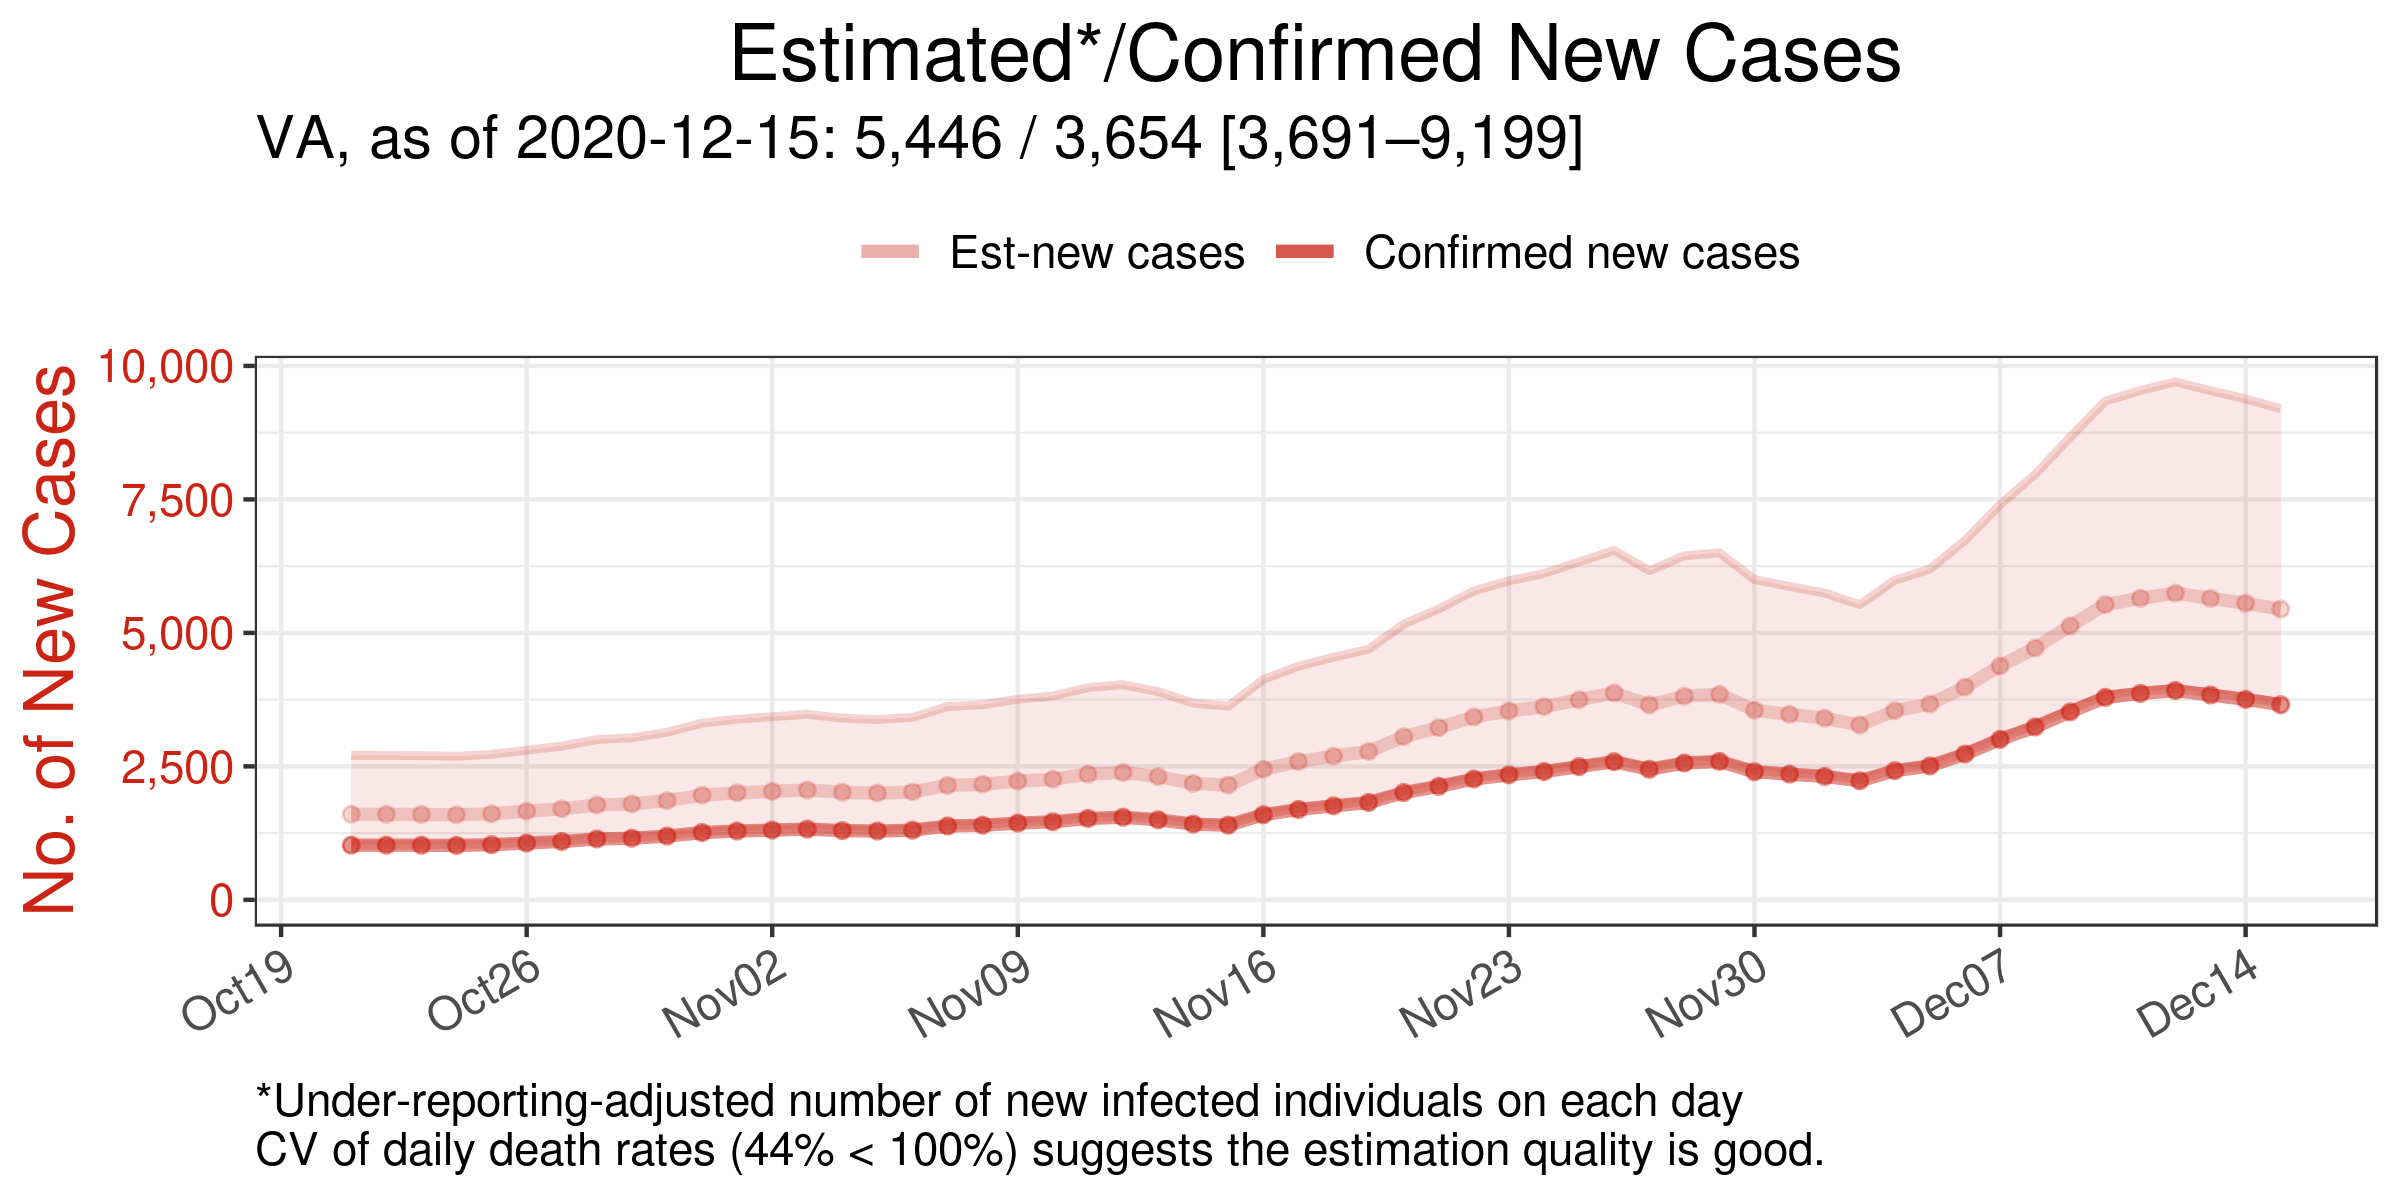 Estimated*/Confirmed New Cases
VA, as of 2020-12-15: 5,446 / 3,654 [3,691–9,199]
Est-new cases
Confirmed new cases
No. of New Cases
10,000
7,500
5,000
2,500
0
Oct19
Oct26
Nov02
Nov09
Nov16
Nov23
Nov30
Dec07
Dec14
*Under-reporting-adjusted number of new infected individuals on each day
CV of daily death rates (44% < 100%) suggests the estimation quality is good.